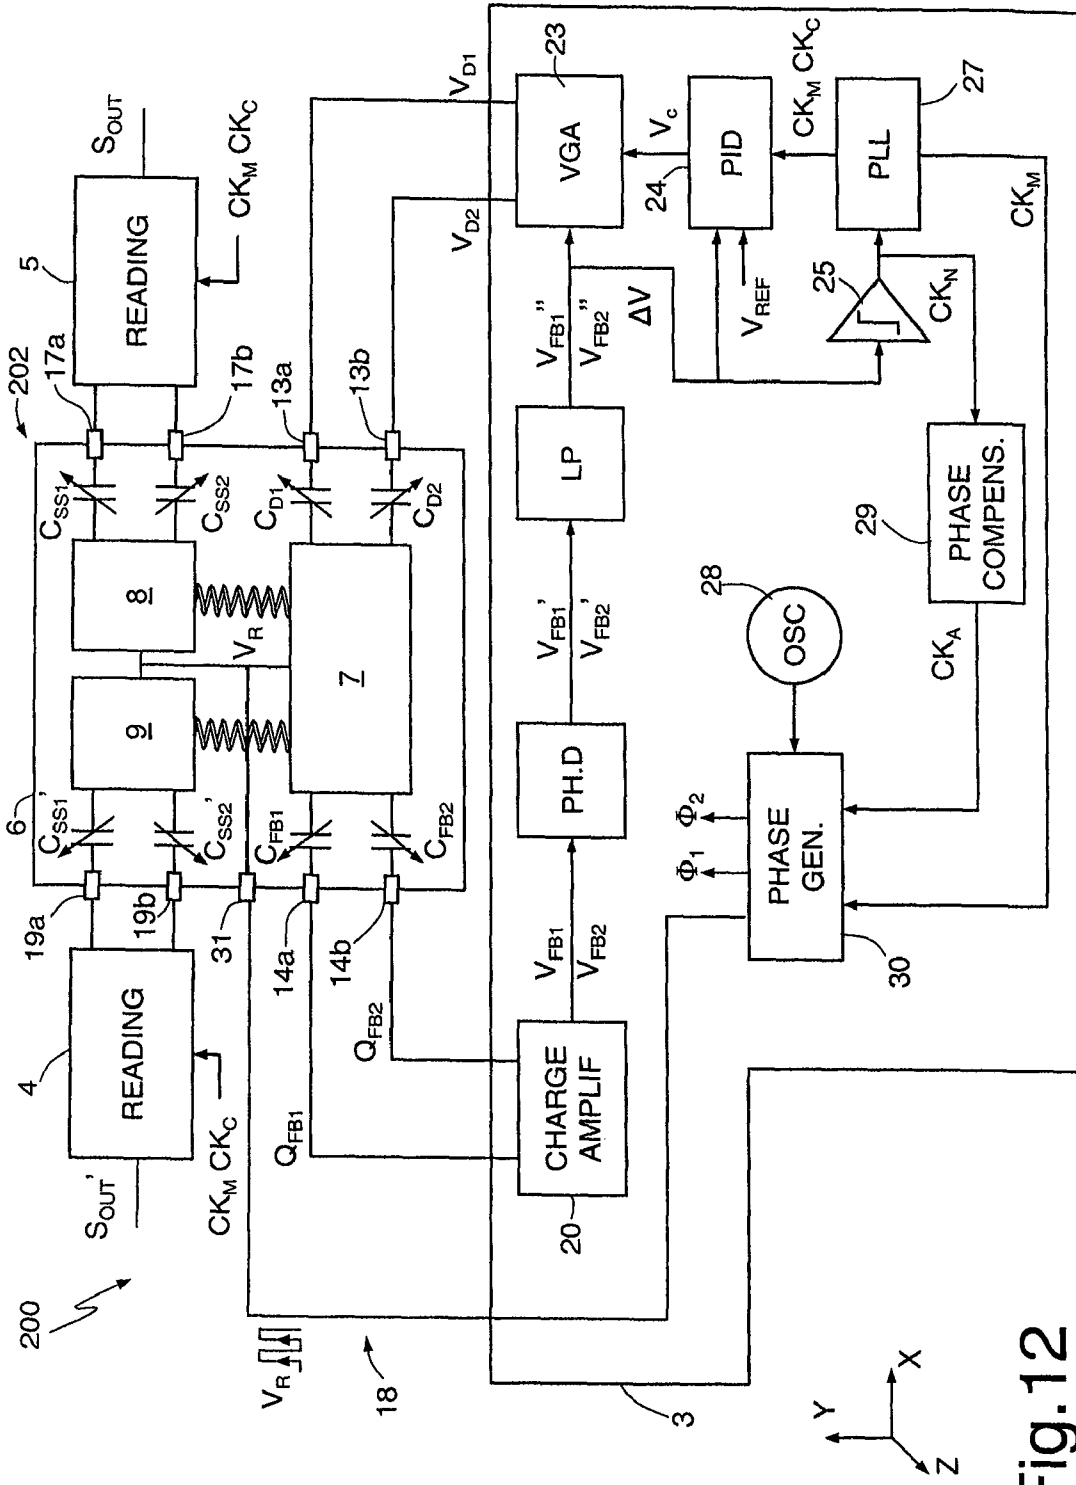 S_OUT'
READING
4
CK_M CK_C
200
19a
19b
31
14a
14b
Q_FB1
Q_FB2
V_R
18
6
C_SS1'
C_SS2'
C_FB1
C_FB2
9
8
V_R
7
C_SS1
C_SS2
C_D1
C_D2
202
17a
17b
13a
13b
5
READING
S_OUT
CK_M CK_C
V_D1
V_D2
CHARGE
AMPLIF
20
V_FB1
V_FB2
PH.D
V_FB1'
V_FB2'
LP
V_FB1''
V_FB2''
ΔV
VGA
23
V_c
24
PID
V_REF
CK_M CK_C
PLL
27
25
CK_N
CK_M
29
PHASE
COMPENS.
CK_A
28
OSC
Φ1
Φ2
PHASE
GEN.
30
3
Y
X
Z
Fig.12